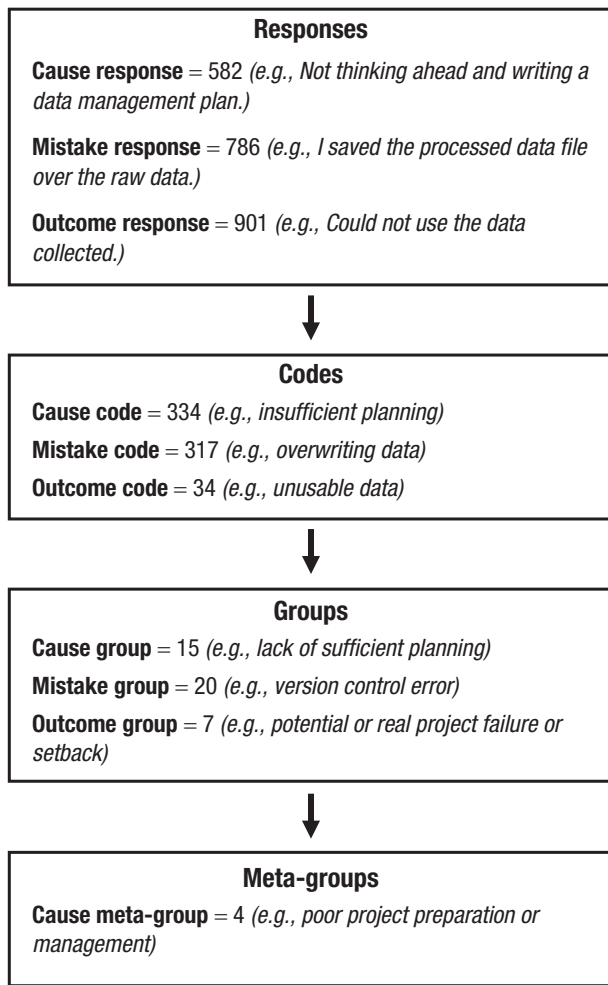 Responses
Cause response = 582 (e.g., Not thinking ahead and writing a
data management plan.)
Mistake response = 786 (e.g., I saved the processed data file
over the raw data.)
Outcome response = 901 (e.g., Could not use the data
collected.)
Codes
Cause code = 334 (e.g., insufficient planning)
Mistake code = 317 (e.g., overwriting data)
Outcome code = 34 (e.g., unusable data)
Groups
Cause group = 15 (e.g., lack of sufficient planning)
Mistake group = 20 (e.g., version control error)
Outcome group = 7 (e.g., potential or real project failure or
setback)
Meta-groups
Cause meta-group = 4 (e.g., poor project preparation or
management)